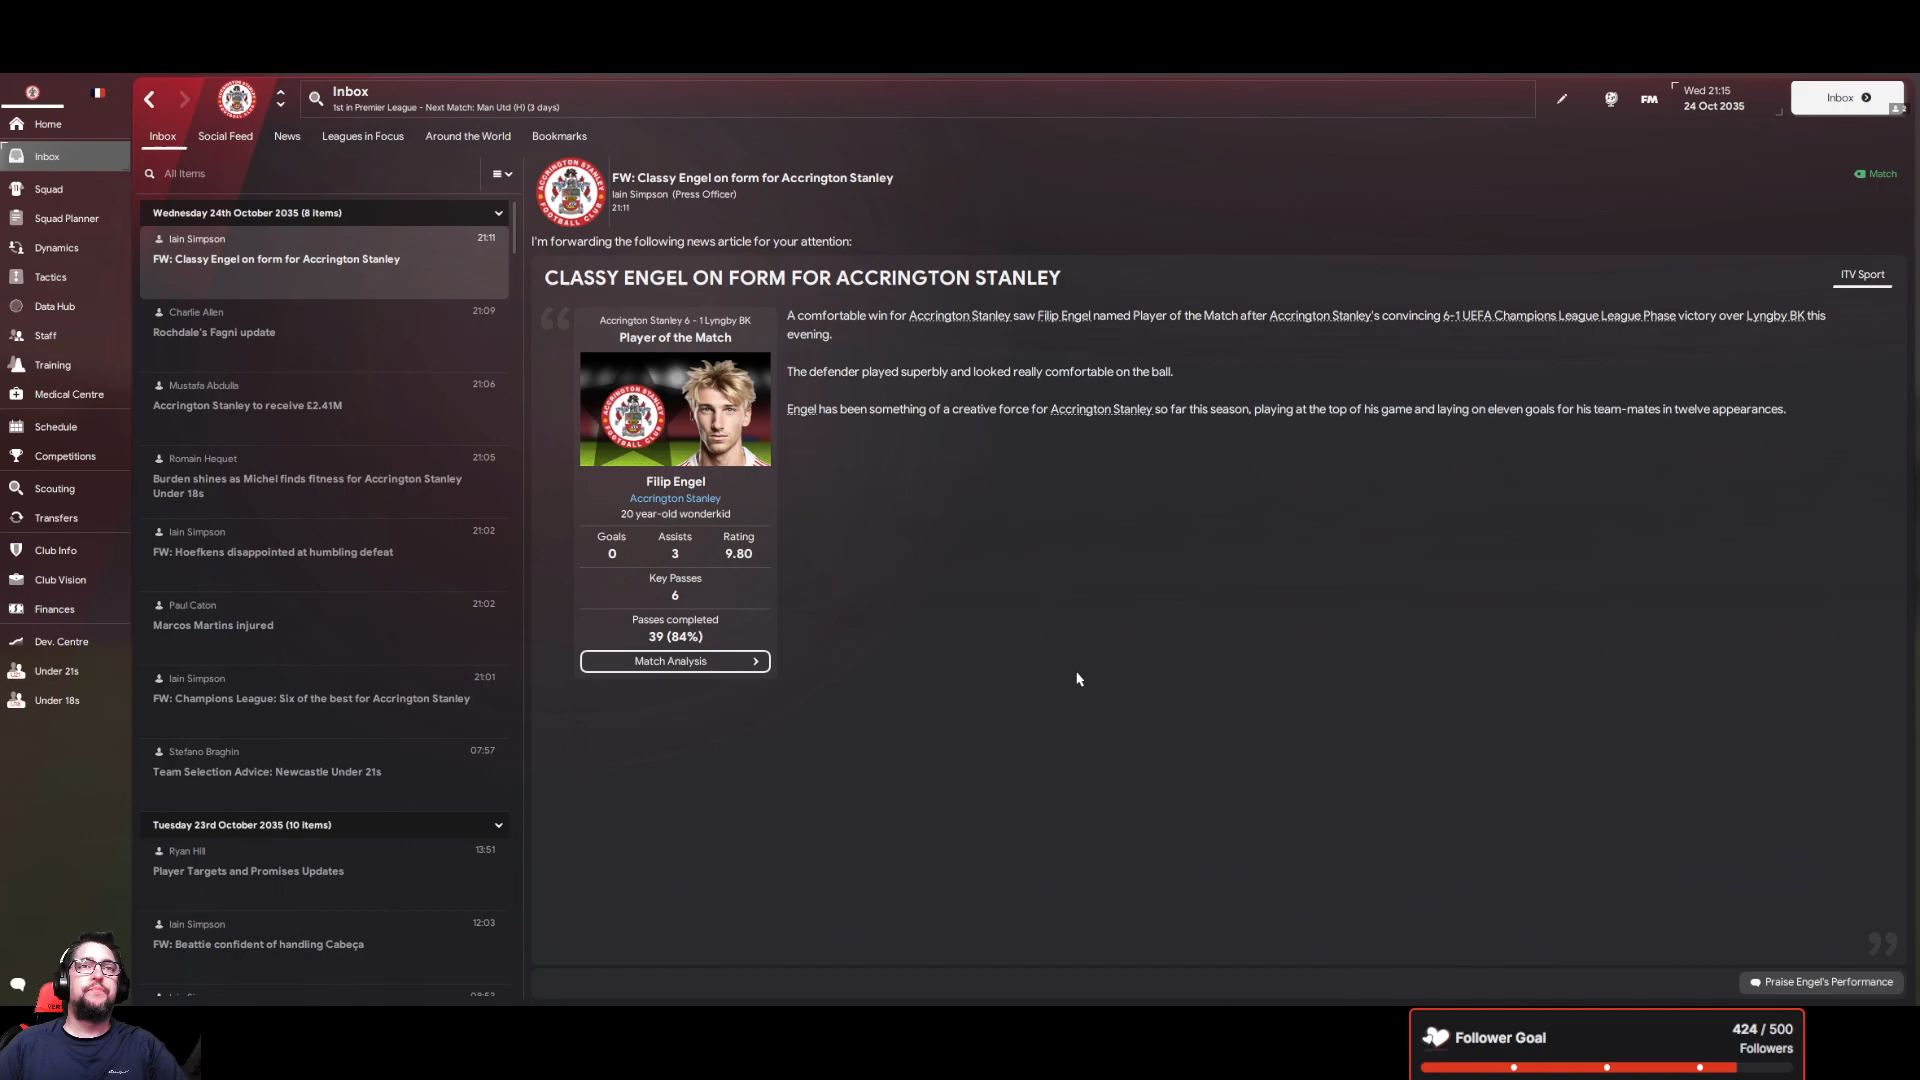 Inbox
1st in Premier League - Next Match: Man Utd (H) (3 days)
FM
Wed 21:15
24 Oct 2035
Inbox
2
Home
Inbox
Squad
Squad Planner
Dynamics
Tactics
Data Hub
Staff
Training
Medical Centre
Schedule
Competitions
Scouting
Transfers
Club Info
Club Vision
Finances
Dev. Centre
Under 21s
Under 18s
Inbox Social Feed News Leagues in Focus Around the World Bookmarks
All Items
Wednesday 24th October 2035 (8 items)
Iain Simpson 21:11
FW: Classy Engel on form for Accrington Stanley
Charlie Allen 21:09
Rochdale's Fagni update
Mustafa Abdulla 21:06
Accrington Stanley to receive £2.41M
Romain Hequet 21:05
Burden shines as Michel finds fitness for Accrington Stanley
Under 18s
Iain Simpson 21:02
FW: Hoefkens disappointed at humbling defeat
Paul Caton 21:02
Marcos Martins injured
Iain Simpson 21:01
FW: Champions League: Six of the best for Accrington Stanley
Stefano Braghin 07:57
Team Selection Advice: Newcastle Under 21s
Tuesday 23rd October 2035 (10 items)
Ryan Hill 13:51
Player Targets and Promises Updates
Iain Simpson 12:03
FW: Beattie confident of handling Cabeça
ACCRINGTON STANLEY
FOOTBALL CLUB
FW: Classy Engel on form for Accrington Stanley
Iain Simpson (Press Officer)
21:11
Match
I'm forwarding the following news article for your attention:
CLASSY ENGEL ON FORM FOR ACCRINGTON STANLEY
ITV Sport
Accrington Stanley 6 - 1 Lyngby BK
Player of the Match
Filip Engel
Accrington Stanley
20 year-old wonderkid
Goals Assists Rating
0 3 9.80
Key Passes
6
Passes completed
39 (84%)
Match Analysis
A comfortable win for Accrington Stanley saw Filip Engel named Player of the Match after Accrington Stanley's convincing 6-1 UEFA Champions League League Phase victory over Lyngby BK this
evening.
The defender played superbly and looked really comfortable on the ball.
Engel has been something of a creative force for Accrington Stanley so far this season, playing at the top of his game and laying on eleven goals for his team-mates in twelve appearances.
Praise Engel's Performance
Follower Goal
424 / 500
Followers